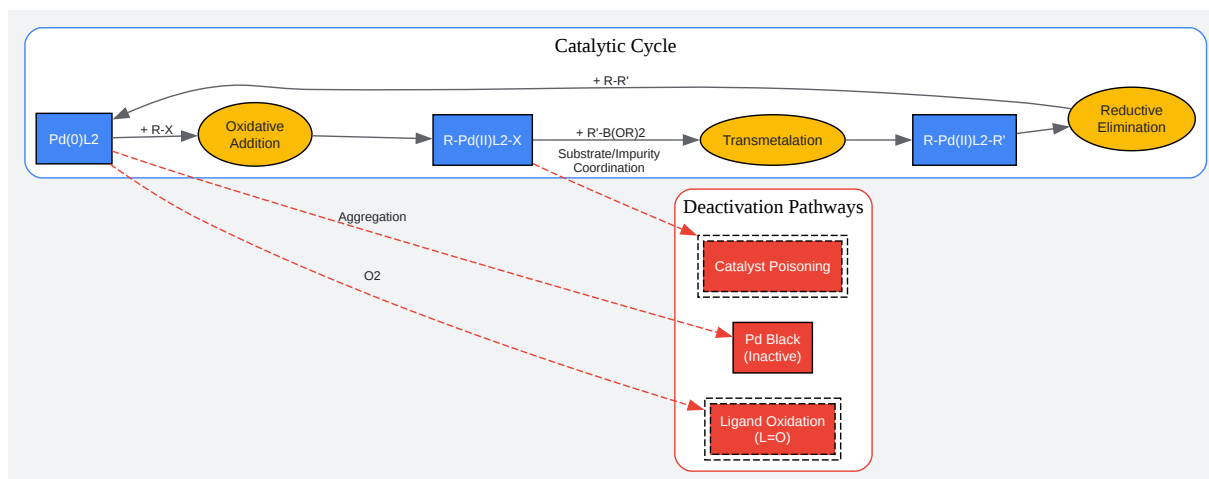 Catalytic Cycle
+ R-R'
Pd(0)L2
+ R-X
Oxidative
Addition
R-Pd(II)L2-X
+ R'-B(OR)2
Transmetalation
R-Pd(II)L2-R'
Reductive
Elimination
Substrate/Impurity
Coordination
Deactivation Pathways
Aggregation
Catalyst Poisoning
O2
Pd Black
(Inactive)
Ligand Oxidation
(L=O)